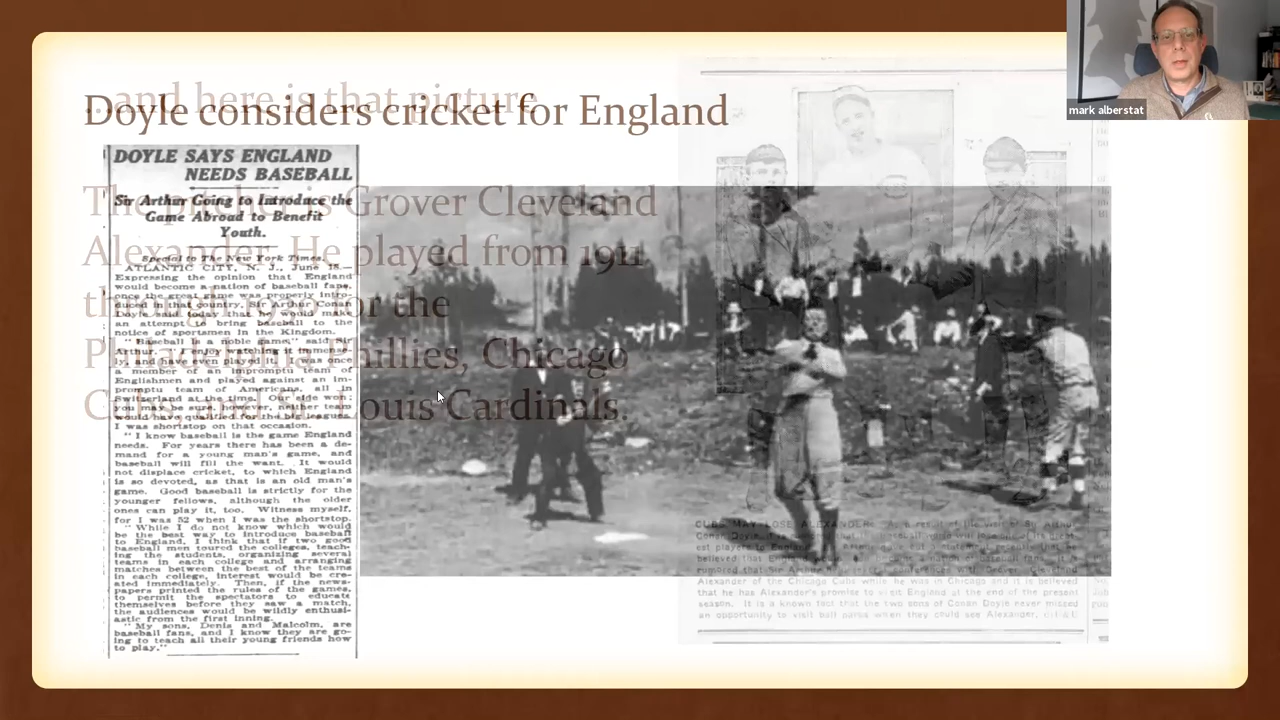 ...and here is that picture
Doyle considers cricket for England
mark alberstat
DOYLE SAYS ENGLAND
NEEDS BASEBALL
Sir Arthur Going to Introduce the
Game Abroad to Benefit
Youth.
Special to The New York Times.
ATLANTIC CITY, N. J., June 18.—
Expressing the opinion that England
would become a nation of baseball fans,
once the great game was properly intro-
duced in that country, Sir Arthur Conan
Doyle said today that he would make
an attempt to bring baseball to the
notice of sportsmen in the Kingdom.
"Baseball is a noble game," said Sir
Arthur. "I enjoy watching it immense-
ly, and have even played it. I was once
a member of an impromptu team of
Englishmen and played against an im-
promptu team of Americans, all in
Switzerland at the time. Our side won;
you may be sure, however, neither team
would have qualified for the big leagues.
I was shortstop on that occasion.
"I know baseball is the game England
needs. For years there has been a de-
mand for a young man's game, and
baseball will fill the want. It would
not displace cricket, to which England
is so devoted, as that is an old man's
game. Good baseball is strictly for the
younger fellows, although the older
ones can play it, too. Witness myself,
for I was 52 when I was the shortstop.
"While I do not know which would
be the best way to introduce baseball
to England, I think that if two good
baseball men toured the colleges, teach-
ing the students, organizing several
teams in each college and arranging
matches between the best of the teams
in each college, interest would be cre-
ated immediately. Then, if the news-
papers printed the rules of the games,
to permit the spectators to educate
themselves before they saw a match,
the audiences would be wildly enthusi-
astic from the first inning.
"My sons, Denis and Malcolm, are
baseball fans, and I know they are go-
ing to teach all their young friends how
to play."
The pitcher is Grover Cleveland
Alexander. He played from 1911
through for the
Philadelphia Phillies, Chicago
Cubs and St. Louis Cardinals.
CUBS MAY LOSE ALEXANDER
Alexander of the Chicago Cubs while he was in Chicago and it is believed
that he has Alexander's promise to visit England at the end of the present
season. It is a known fact that the two sons of Conan Doyle never missed
an opportunity to visit ball parks when they could see Alexander.